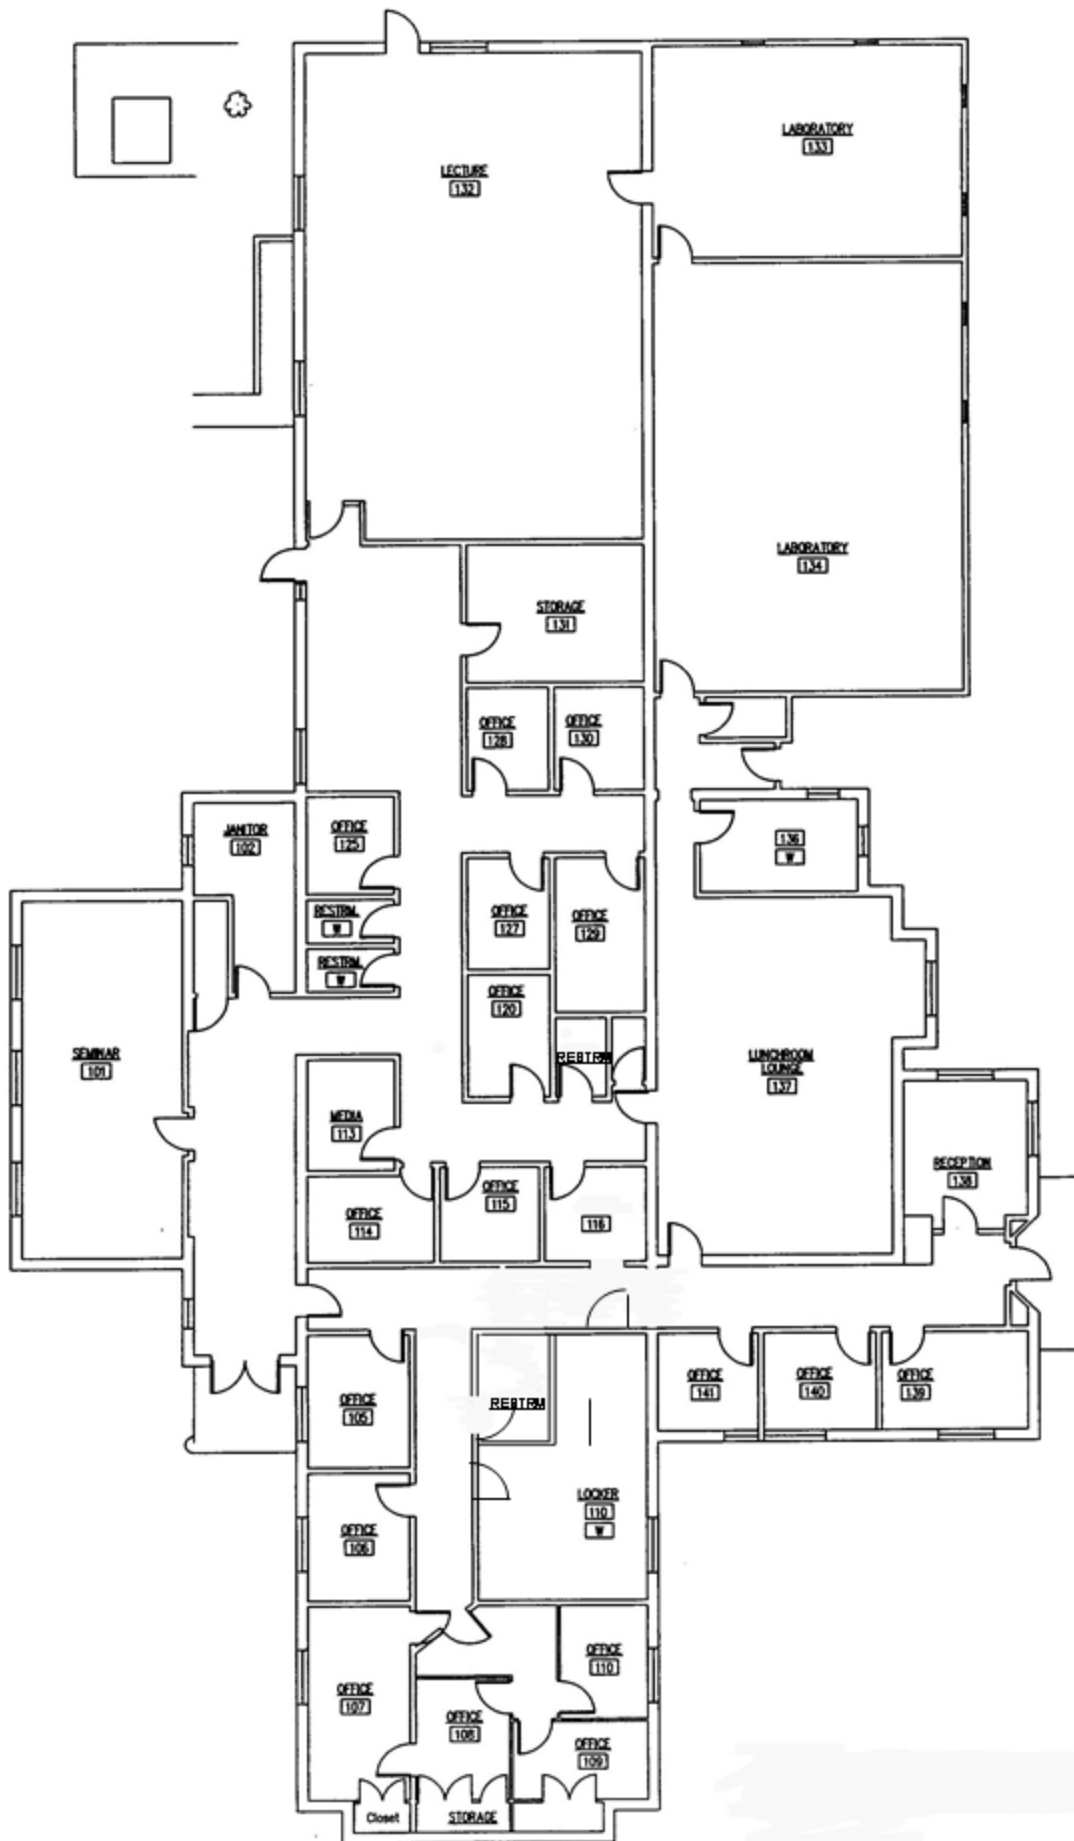 LABORATORY
133
LECTURE
132
LABORATORY
134
STORAGE
131
OFFICE
128
OFFICE
130
JANITOR
102
OFFICE
125
136
W
RESTRM.
W
RESTRM.
W
OFFICE
127
OFFICE
129
OFFICE
120
RESTRM
SEMINAR
101
LUNCHROOM
LOUNGE
137
MEDIA
113
RECEPTION
138
OFFICE
114
OFFICE
115
116
OFFICE
105
RESTRM
OFFICE
141
OFFICE
140
OFFICE
139
LOCKER
110
W
OFFICE
106
OFFICE
110
OFFICE
107
OFFICE
108
OFFICE
109
Closet
STORAGE